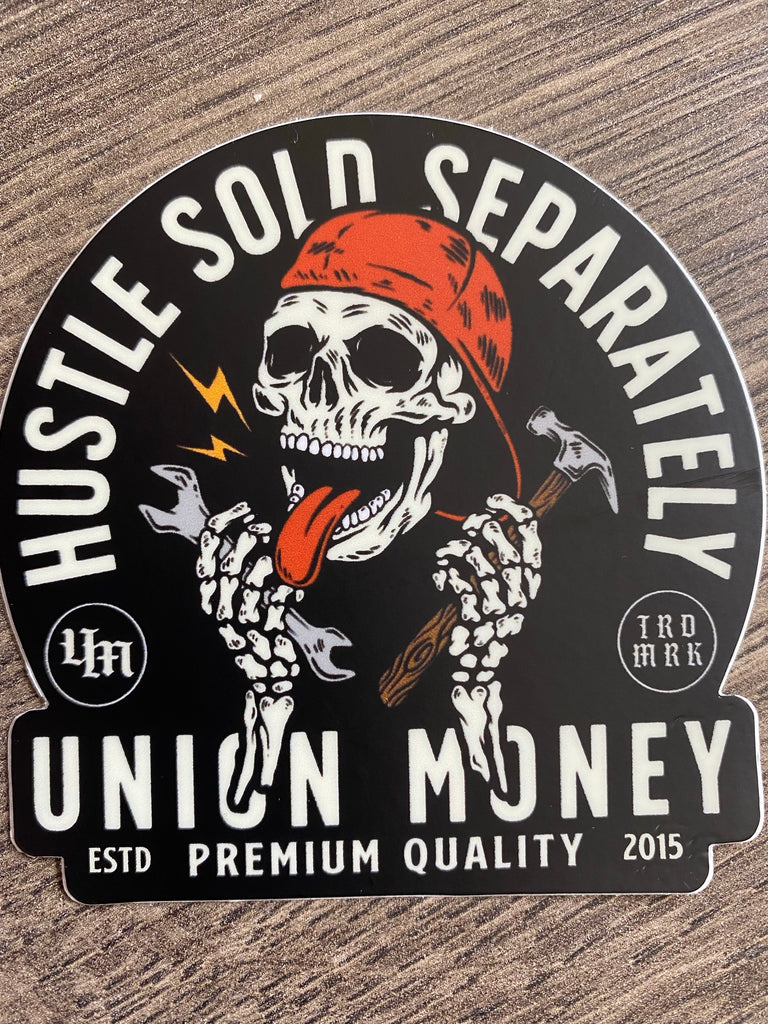 HUSTLE SOLD SEPARATELY
UM
TRD
MRK
UNION MONEY
ESTD PREMIUM QUALITY 2015